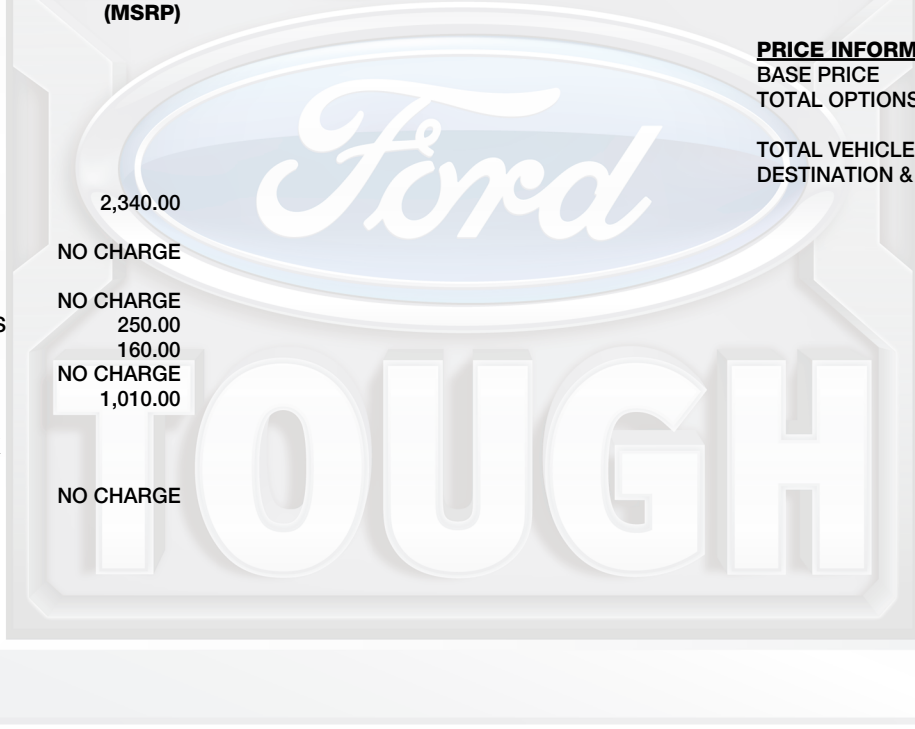 (MSRP)
2,340.00
NO CHARGE
NO CHARGE
S
250.00
160.00
NO CHARGE
1,010.00
NO CHARGE
PRICE INFORM
BASE PRICE
TOTAL OPTIONS
TOTAL VEHICLE
DESTINATION &
Ford
TOUGH